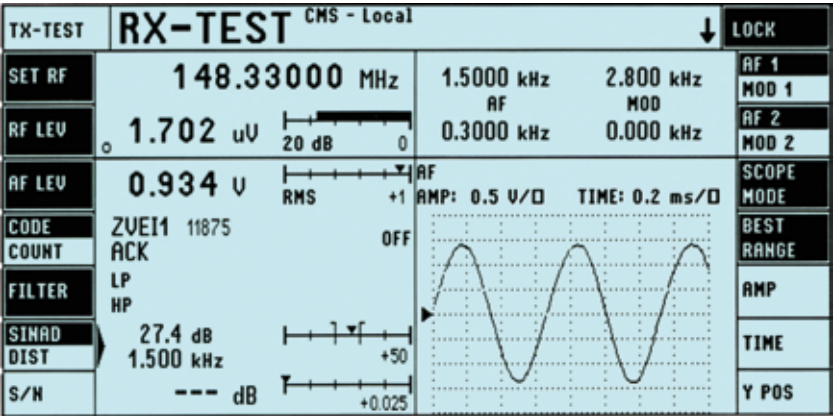 TX-TEST
RX-TEST CMS - Local
LOCK
SET RF
148.33000 MHz
1.5000 kHz 2.800 kHz
AF MOD
0.3000 kHz 0.000 kHz
AF 1
MOD 1
RF LEV
1.702 uV
20 dB 0
AF 2
MOD 2
AF LEV
0.934 V
RMS +1
AF
AMP: 0.5 V/□ TIME: 0.2 ms/□
SCOPE
MODE
CODE
COUNT
ZVEI1 11875
ACK
OFF
BEST
RANGE
FILTER
LP
HP
AMP
SINAD
DIST
27.4 dB
1.500 kHz
+50
TIME
S/N
--- dB
+0.025
Y POS